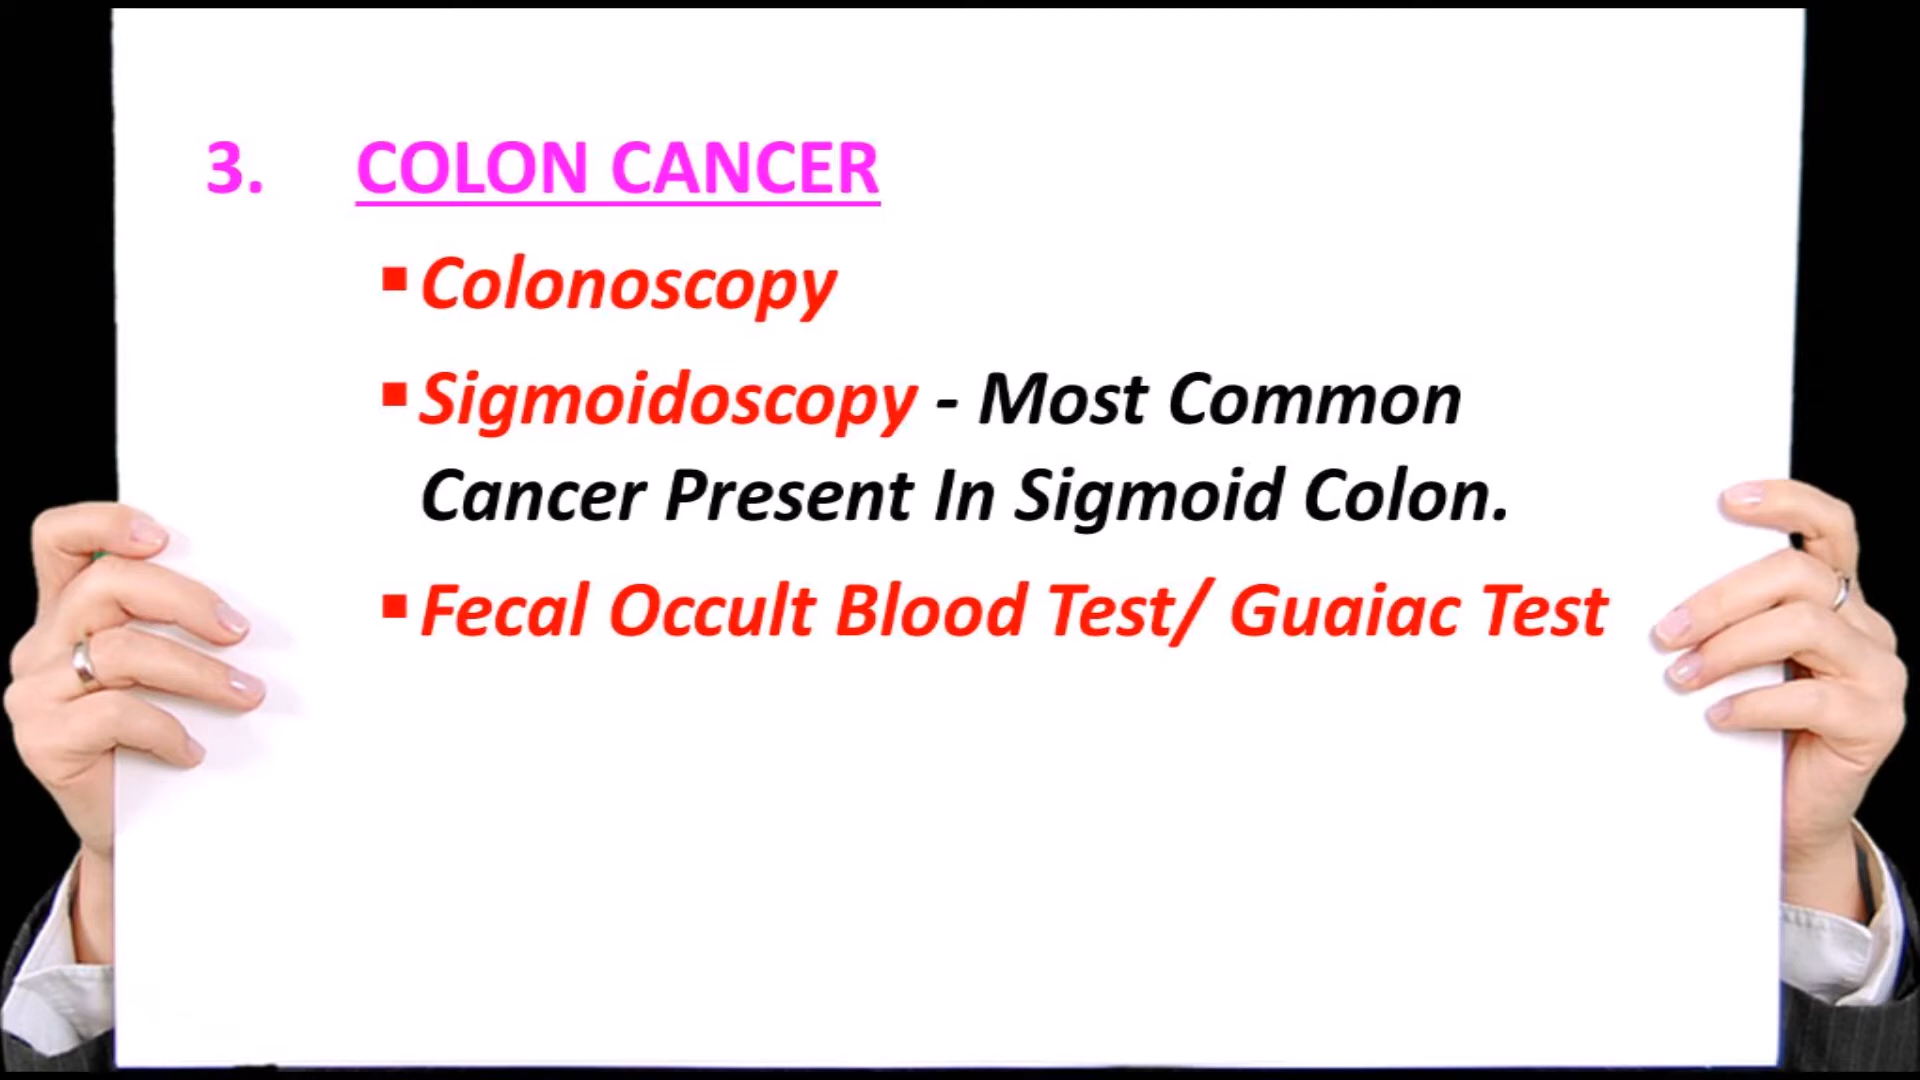 3. COLON CANCER
▪Colonoscopy
▪Sigmoidoscopy - Most Common
Cancer Present In Sigmoid Colon.
▪Fecal Occult Blood Test/ Guaiac Test